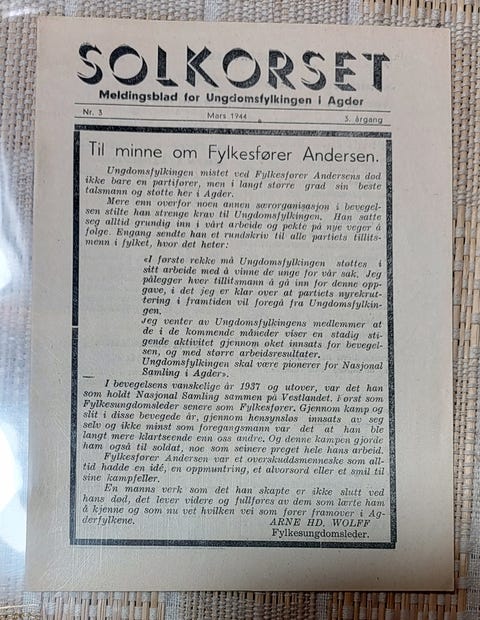 SOLKORSET
Meldingsblad for Ungdomsfylkingen i Agder
Nr. 3 Mars 1944 3. årgang
Til minne om Fylkesfører Andersen.
Ungdomsfylkingen mistet ved Fylkesfører Andersens død
ikke bare en partifører, men i langt større grad sin beste
talsmann og støtte her i Agder.
Mere enn overfor noen annen særorganisasjon i bevegel-
sen stilte han strenge krav til Ungdomsfylkingen. Han satte
seg alltid grundig inn i vårt arbeide og pekte på nye veger å
følge. Engang sendte han et rundskriv til alle partiets tillits-
menn i fylket, hvor det heter:
«I første rekke må Ungdomsfylkingen støttes i
sitt arbeide med å vinne de unge for vår sak. Jeg
pålegger hver tillitsmann å gå inn for denne opp-
gave, i det jeg er klar over at partiets nyrekrut-
tering i framtiden vil foregå fra Ungdomsfylkin-
gen.
Jeg venter av Ungdomsfylkingens medlemmer at
de i de kommende måneder viser en stadig sti-
gende aktivitet gjennom øket innsats for bevegel-
sen, og med større arbeidsresultater.
Ungdomsfylkingen skal være pionerer for Nasjonal
Samling i Agder».
I bevegelsens vanskelige år 1937 og utover, var det han
som holdt Nasjonal Samling sammen på Vestlandet. Først som
Fylkesungdomsleder senere som Fylkesfører. Gjennom kamp og
slit i disse bevegede år, gjennom hensynsløs innsats av seg
selv og ikke minst som foregangsmann var det at han ble
langt mere klartseende enn oss andre. Og denne kampen gjorde
ham også til soldat, noe som seinere preget hele hans arbeid.
Fylkesfører Andersen var et overskuddsmenneske som all-
tid hadde en idé, en oppmuntring, et alvorsord eller et smil til
sine kampfeller.
En manns verk som det han skapte er ikke slutt ved
hans død, det lever videre og fullføres av dem som lærte ham
å kjenne og som nu vet hvilken vei som fører framover i Ag-
derfylkene.
ARNE HD. WOLFF
Fylkesungdomsleder.